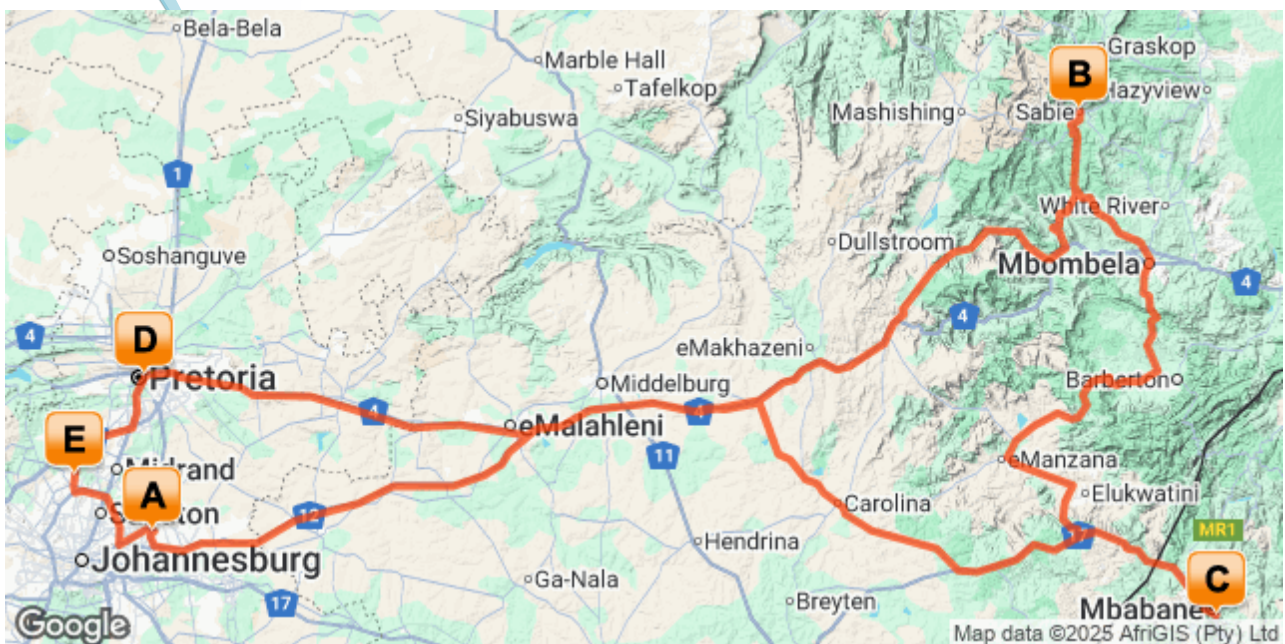 Bela-Bela
Marble Hall
Tafelkop
B
Graskop
Hazyview
Mashishing
Sabie
Siyabuswa
1
White River
Soshanguve
Dullstroom
Mbombela
4
4
4
D
Pretoria
eMakhazeni
Middelburg
Barberton
4
4
eMalahleni
E
Midrand
11
eManzana
A
Elukwatini
12
Carolina
17
MR1
Johannesburg
Hendrina
Ga-Nala
C
17
Breyten
Mbabane
Google
Map data ©2025 AfriGIS (Pty) Ltd